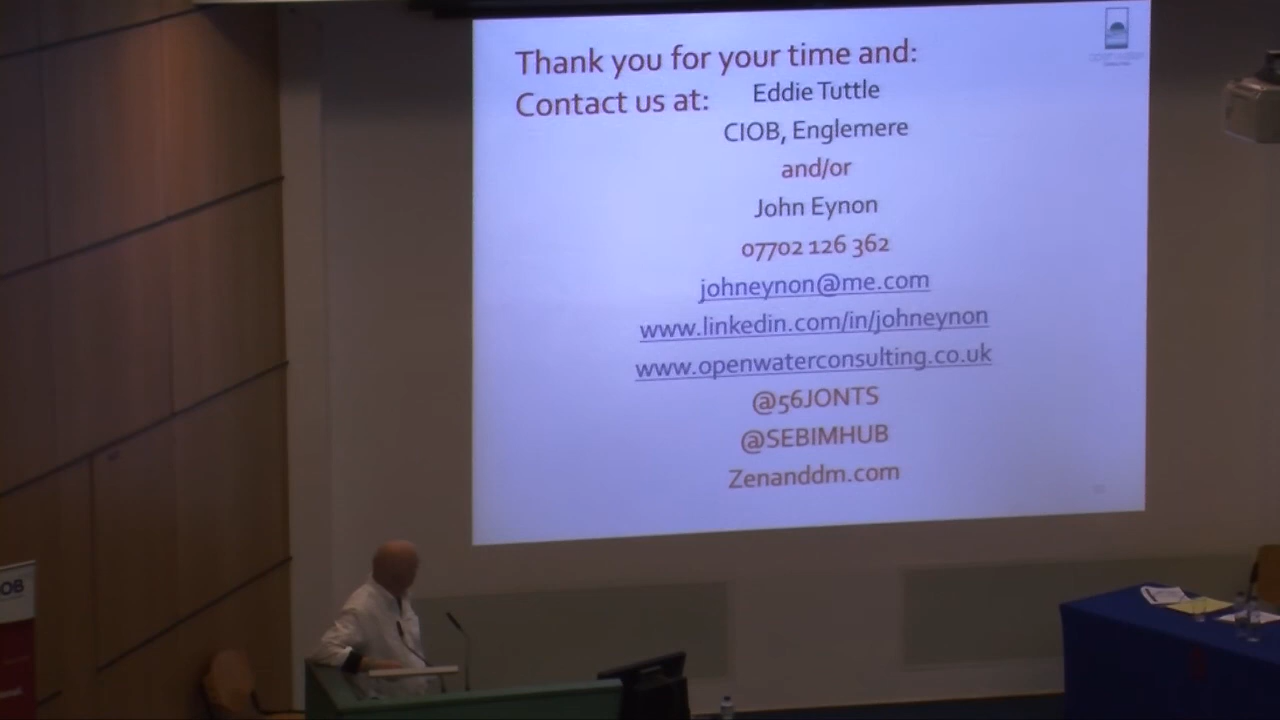 Thank you for your time and:
Contact us at:
Eddie Tuttle
CIOB, Englemere
and/or
John Eynon
07702 126 362
johneynon@me.com
www.linkedin.com/in/johneynon
www.openwaterconsulting.co.uk
@56JONTS
@SEBIMHUB
Zenanddm.com
OB